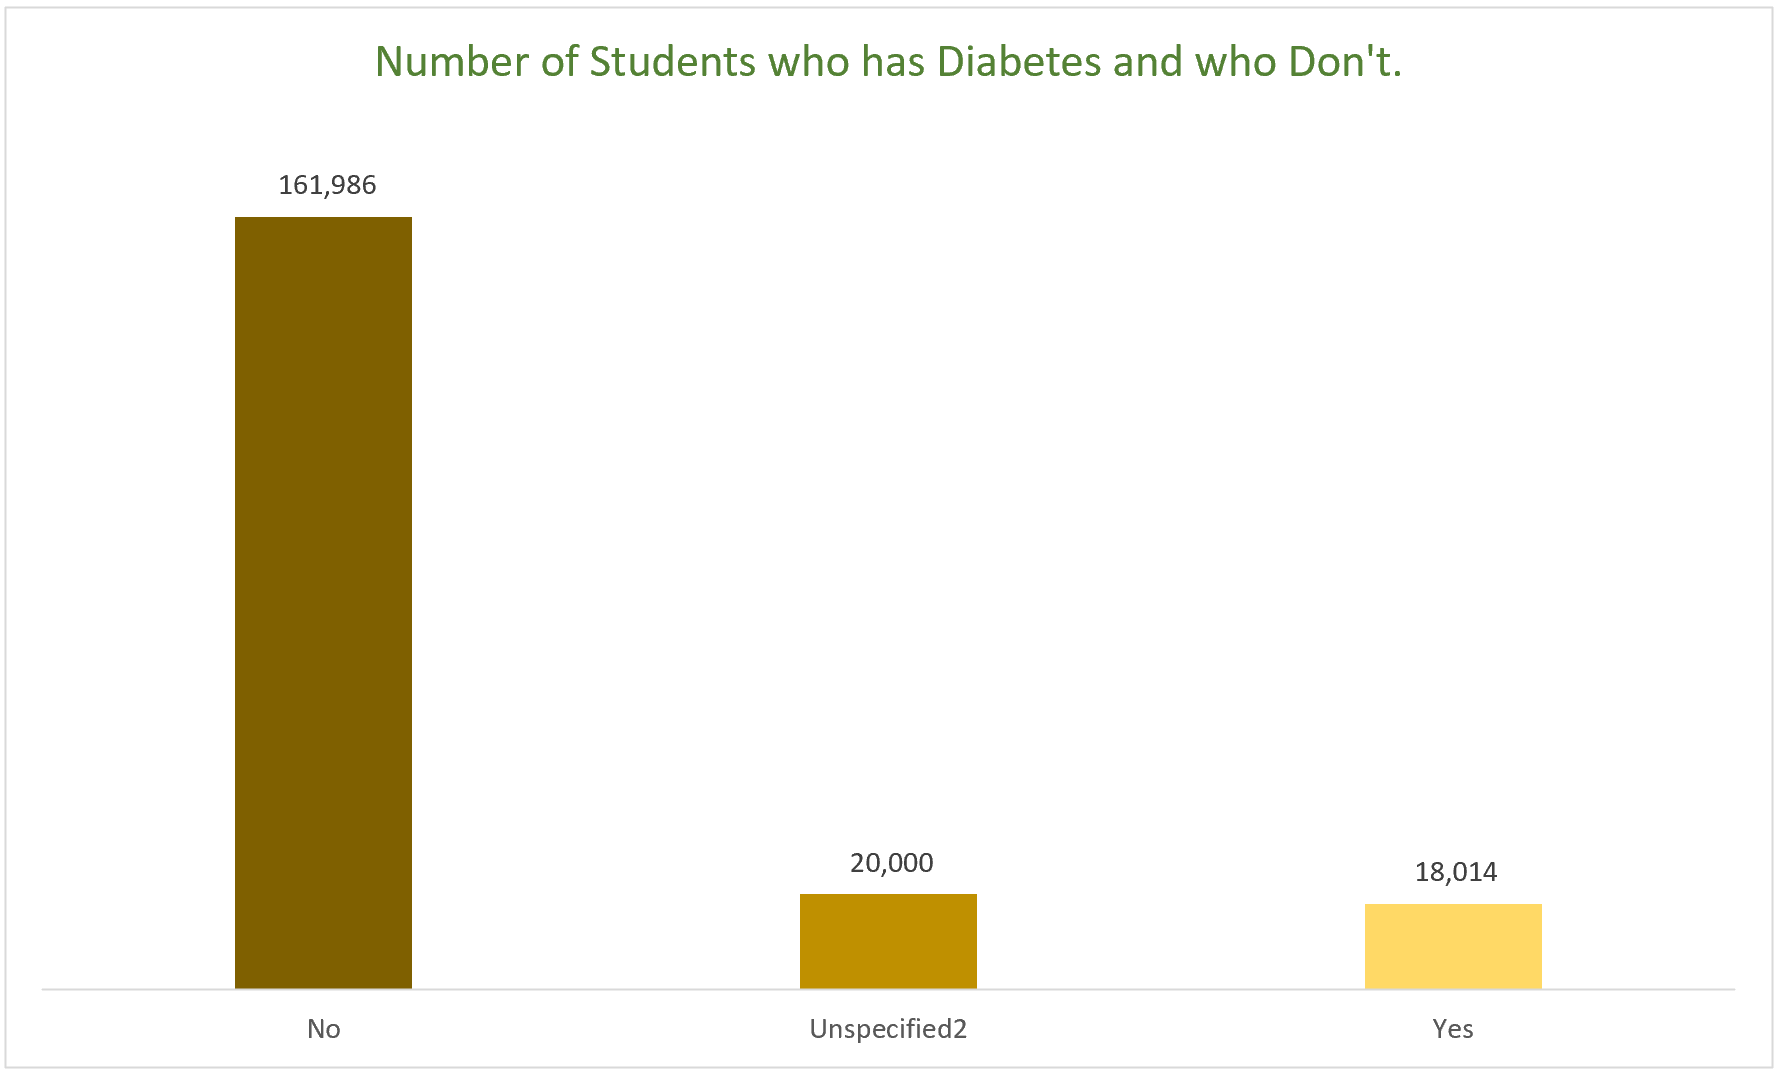 Number of Students who has Diabetes and who Don't.
161,986
20,000
18,014
No
Unspecified2
Yes